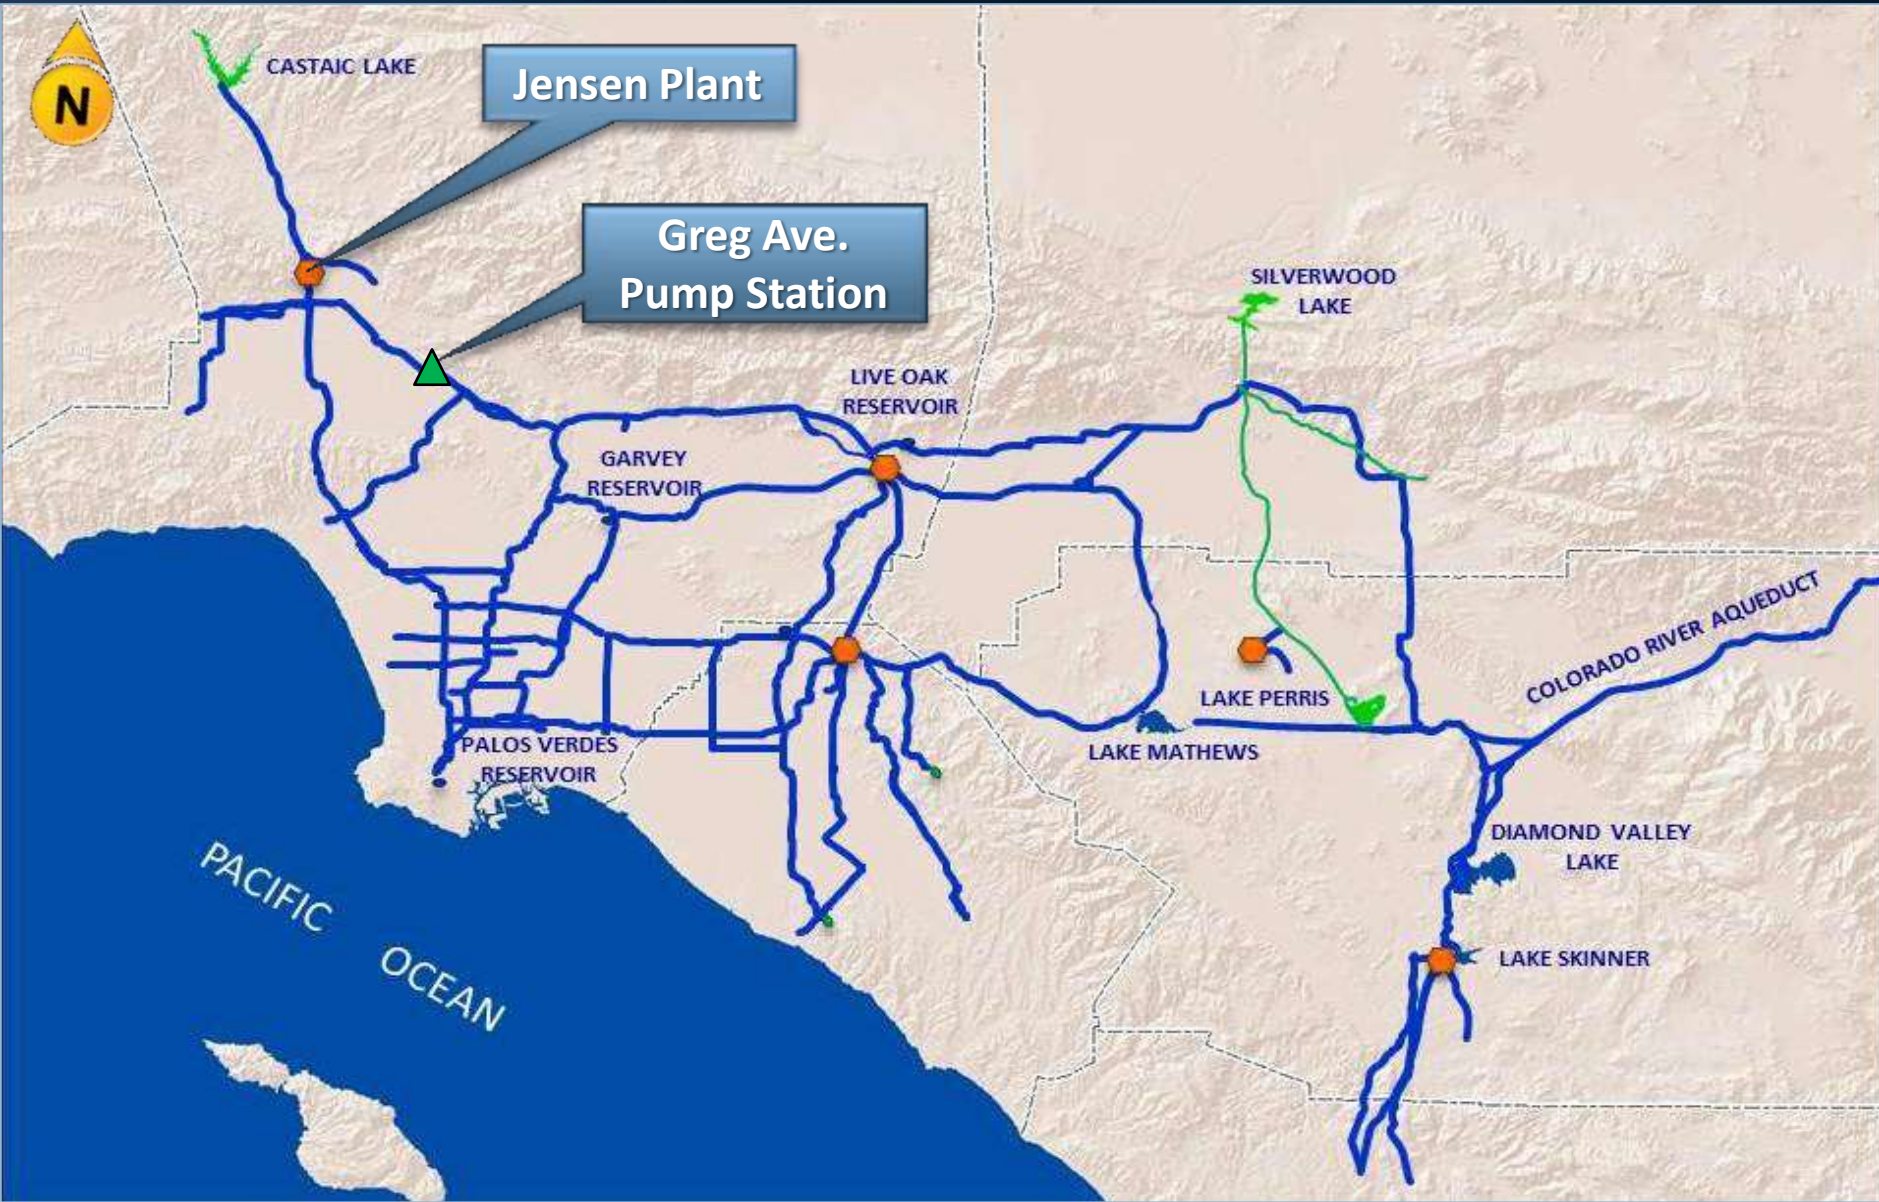 CASTAIC LAKE
Jensen Plant
N
Greg Ave.
Pump Station
SILVERWOOD
LAKE
LIVE OAK
RESERVOIR
GARVEY
RESERVOIR
COLORADO RIVER AQUEDUCT
LAKE PERRIS
PALOS VERDES
RESERVOIR
LAKE MATHEWS
DIAMOND VALLEY
LAKE
PACIFIC
OCEAN
LAKE SKINNER